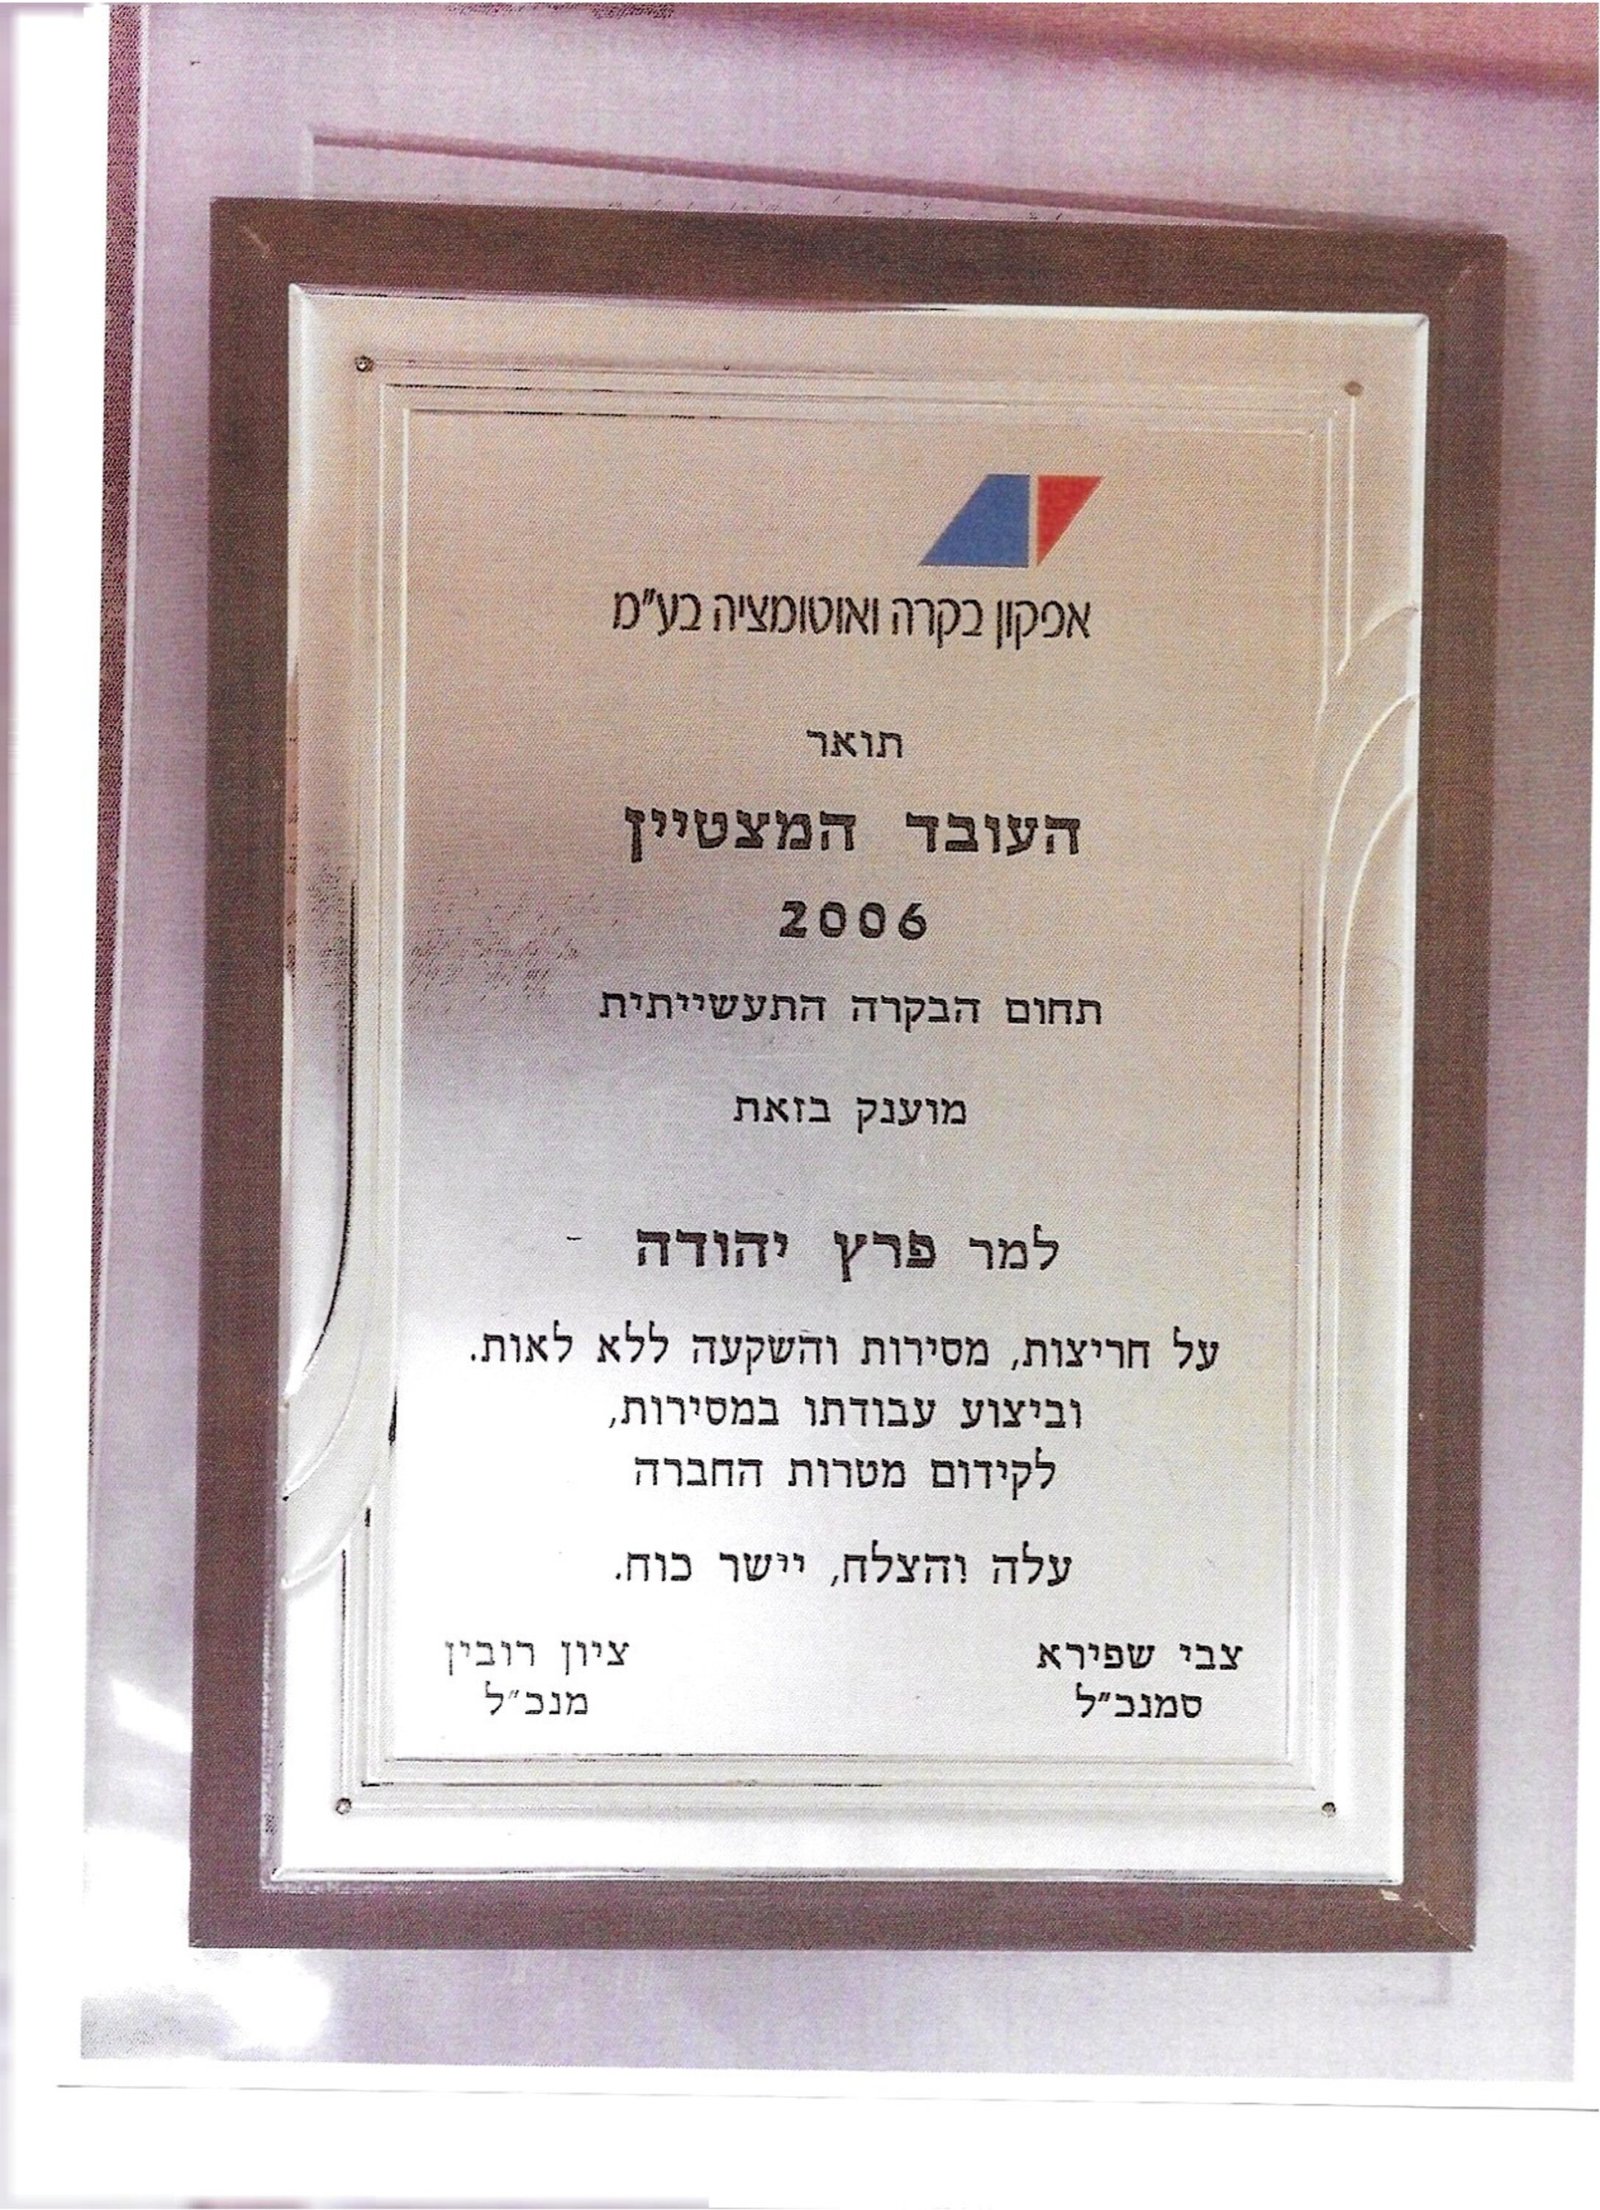 אפקון בקרה ואוטומציה בע"מ
תואר
העובד המצטיין
2006
תחום הבקרה התעשייתית
מוענק בזאת
למר פרץ יהודה
על חריצות, מסירות והשקעה ללא לאות.
וביצוע עבודתו במסירות,
לקידום מטרות החברה
עלה והצלח, יישר כוח.
צבי שפירא ציון רובין
סמנכ"ל מנכ"ל